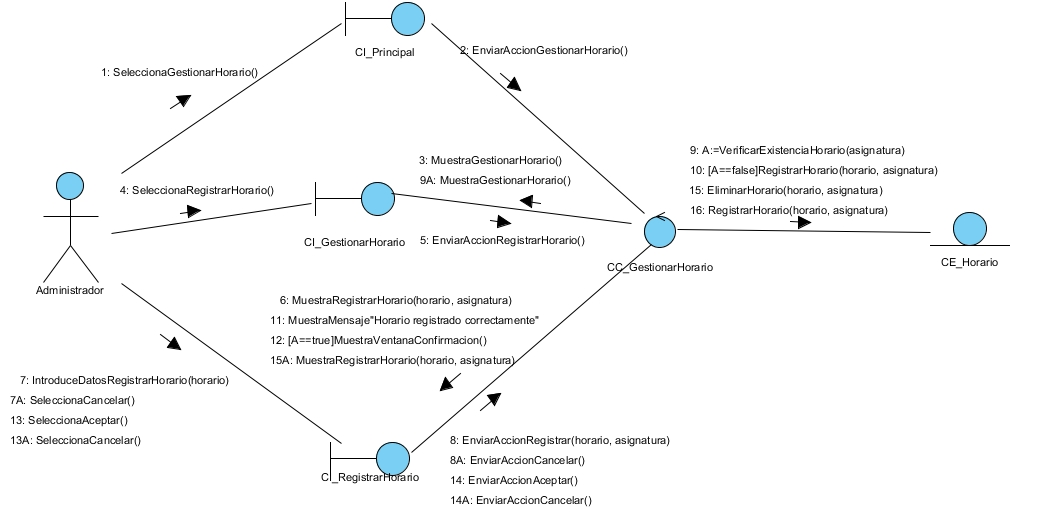 CI_Principal
2: EnviarAccionGestionarHorario()
1: SeleccionaGestionarHorario()
3: MuestraGestionarHorario()
9A: MuestraGestionarHorario()
9: A:=VerificarExistenciaHorario(asignatura)
10: [A==false]RegistrarHorario(horario, asignatura)
15: EliminarHorario(horario, asignatura)
16: RegistrarHorario(horario, asignatura)
4: SeleccionaRegistrarHorario()
CI_GestionarHorario
5: EnviarAccionRegistrarHorario()
CC_GestionarHorario
CE_Horario
Administrador
6: MuestraRegistrarHorario(horario, asignatura)
11: MuestraMensaje"Horario registrado correctamente"
12: [A==true]MuestraVentanaConfirmacion()
15A: MuestraRegistrarHorario(horario, asignatura)
7: IntroduceDatosRegistrarHorario(horario)
7A: SeleccionaCancelar()
13: SeleccionaAceptar()
13A: SeleccionaCancelar()
CI_RegistrarHorario
8: EnviarAccionRegistrar(horario, asignatura)
8A: EnviarAccionCancelar()
14: EnviarAccionAceptar()
14A: EnviarAccionCancelar()